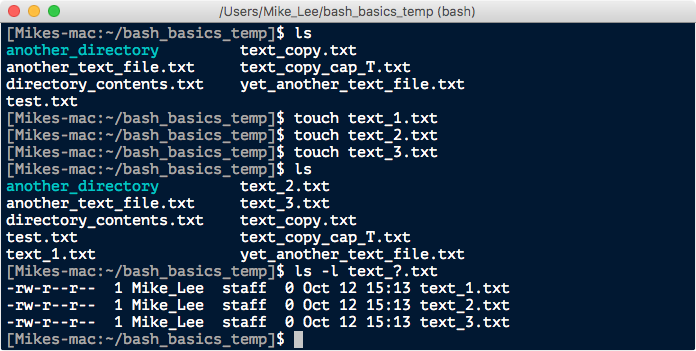 /Users/Mike_Lee/bash_basics_temp (bash)
[Mikes-mac:~/bash_basics_temp]$ ls
another_directory        text_copy.txt
another_text_file.txt    text_copy_cap_T.txt
directory_contents.txt   yet_another_text_file.txt
test.txt
[Mikes-mac:~/bash_basics_temp]$ touch text_1.txt
[Mikes-mac:~/bash_basics_temp]$ touch text_2.txt
[Mikes-mac:~/bash_basics_temp]$ touch text_3.txt
[Mikes-mac:~/bash_basics_temp]$ ls
another_directory        text_2.txt
another_text_file.txt    text_3.txt
directory_contents.txt   text_copy.txt
test.txt                 text_copy_cap_T.txt
text_1.txt               yet_another_text_file.txt
[Mikes-mac:~/bash_basics_temp]$ ls -l text_?.txt
-rw-r--r--  1 Mike_Lee  staff  0 Oct 12 15:13 text_1.txt
-rw-r--r--  1 Mike_Lee  staff  0 Oct 12 15:13 text_2.txt
-rw-r--r--  1 Mike_Lee  staff  0 Oct 12 15:13 text_3.txt
[Mikes-mac:~/bash_basics_temp]$